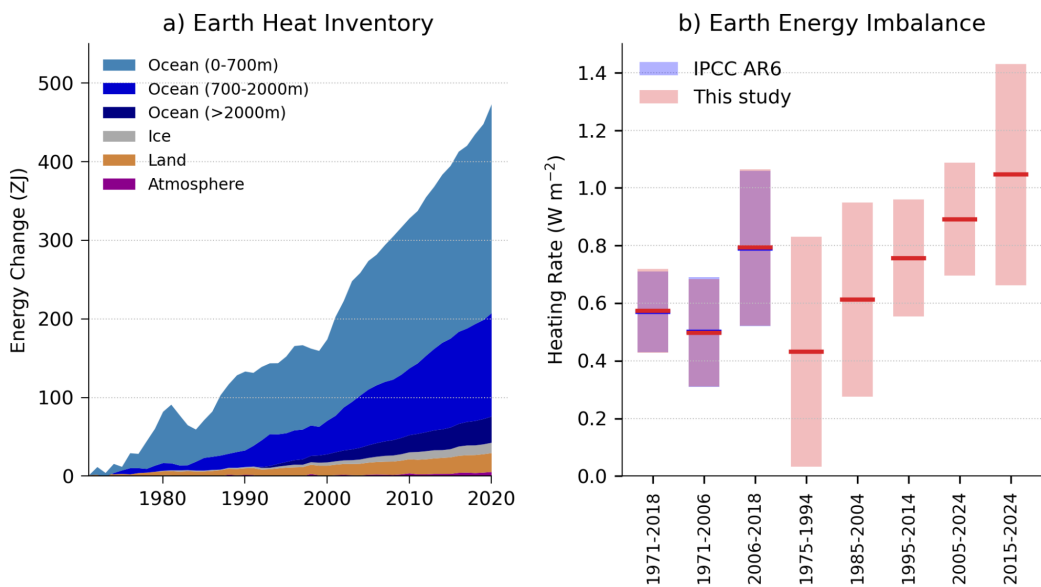 a) Earth Heat Inventory
Energy Change (ZJ)
500
400
300
200
100
0
Ocean (0-700m)
Ocean (700-2000m)
Ocean (>2000m)
Ice
Land
Atmosphere
1980
1990
2000
2010
2020
b) Earth Energy Imbalance
Heating Rate (W m⁻²)
1.4
1.2
1.0
0.8
0.6
0.4
0.2
0.0
IPCC AR6
This study
1971-2018
1971-2006
2006-2018
1975-1994
1985-2004
1995-2014
2005-2024
2015-2024